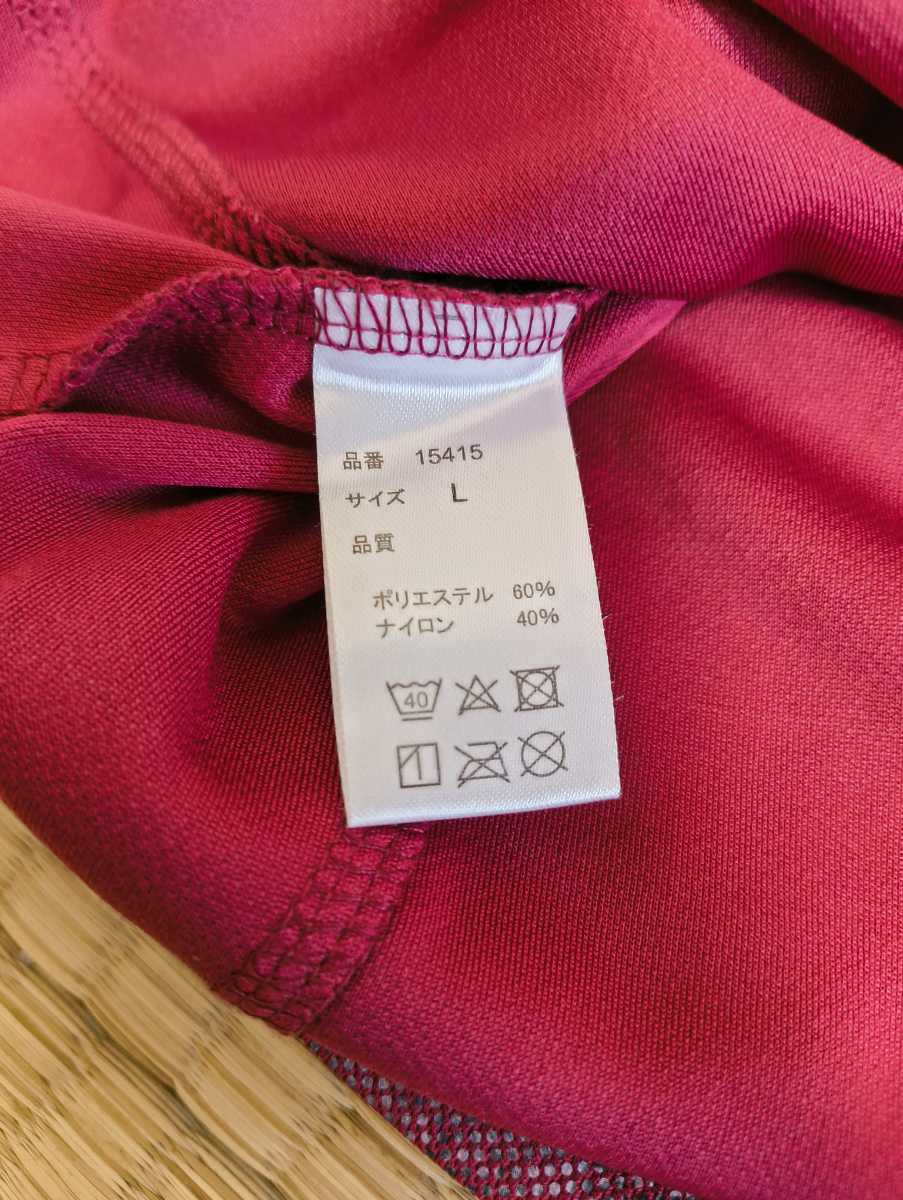 品番 15415
サイズ L
品質
ポリエステル 60%
ナイロン 40%
40